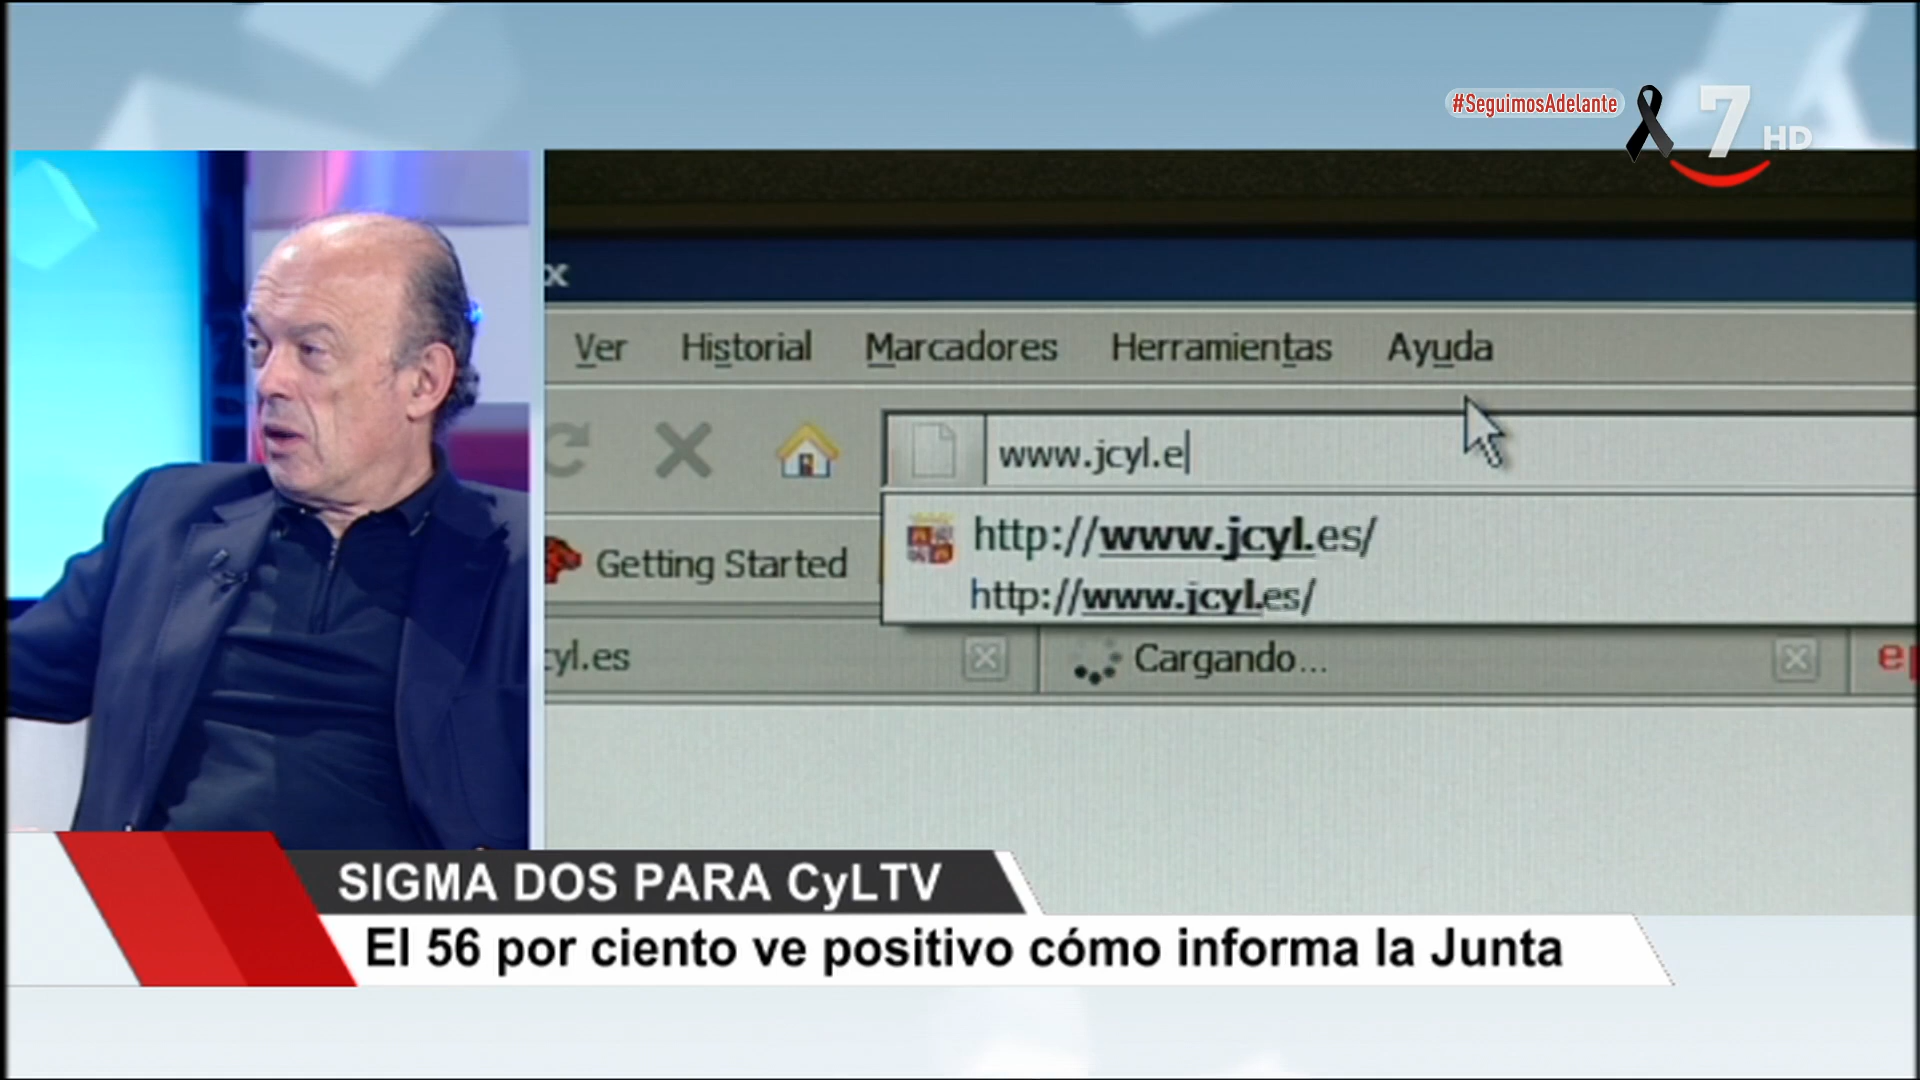 #SeguimosAdelante
7 HD
x
Ver Historial Marcadores Herramientas Ayuda
www.jcyl.e
http://www.jcyl.es/
Getting Started
http://www.jcyl.es/
cyl.es
Cargando...
ep
SIGMA DOS PARA CyLTV
El 56 por ciento ve positivo cómo informa la Junta